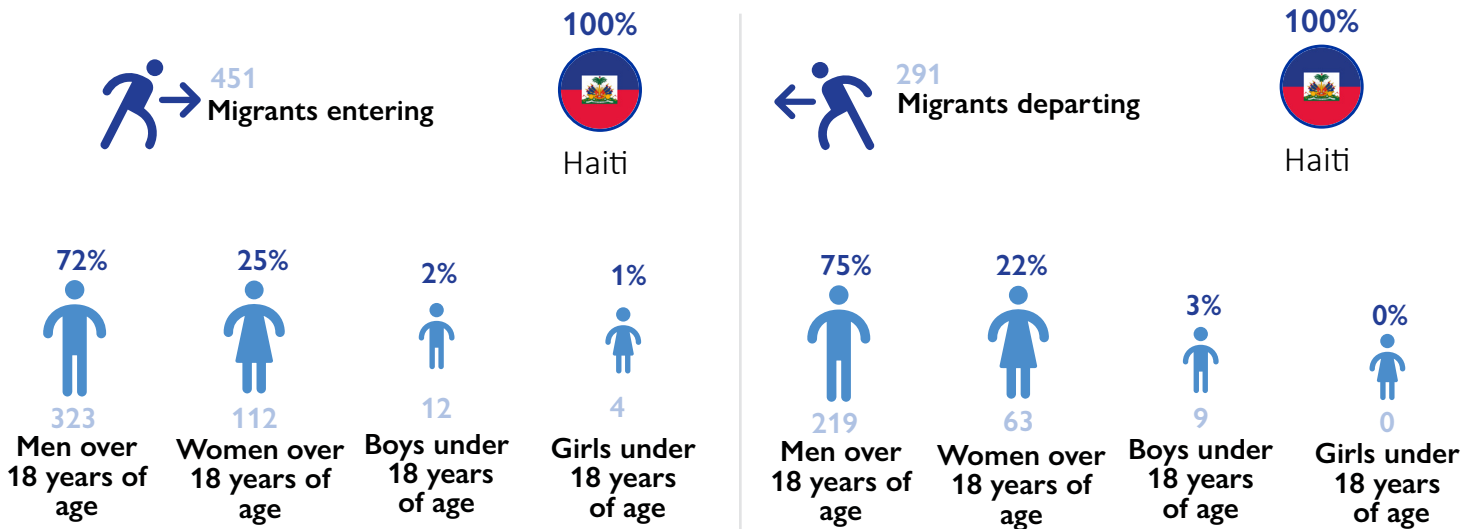 100%
451
Migrants entering
Haiti
72%
25%
2%
1%
323
112
12
4
Men over
18 years of
age
Women over
18 years of
age
Boys under
18 years
of age
Girls under
18 years
of age
100%
291
Migrants departing
Haiti
75%
22%
3%
0%
219
63
9
0
Men over
18 years of
age
Women over
18 years of
age
Boys under
18 years
of age
Girls under
18 years
of age